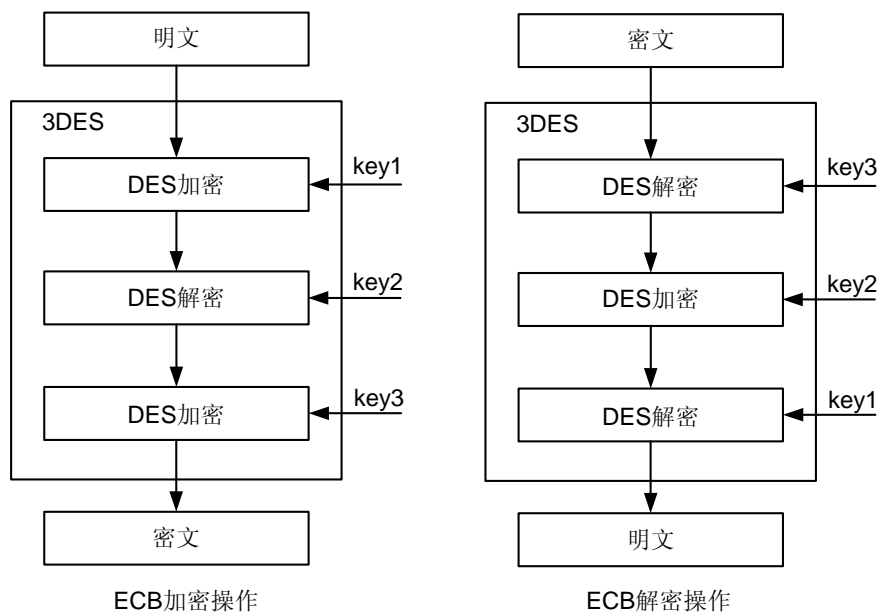 明文
3DES
DES加密
key1
DES解密
key2
DES加密
key3
密文
ECB加密操作
密文
3DES
DES解密
key3
DES加密
key2
DES解密
key1
明文
ECB解密操作